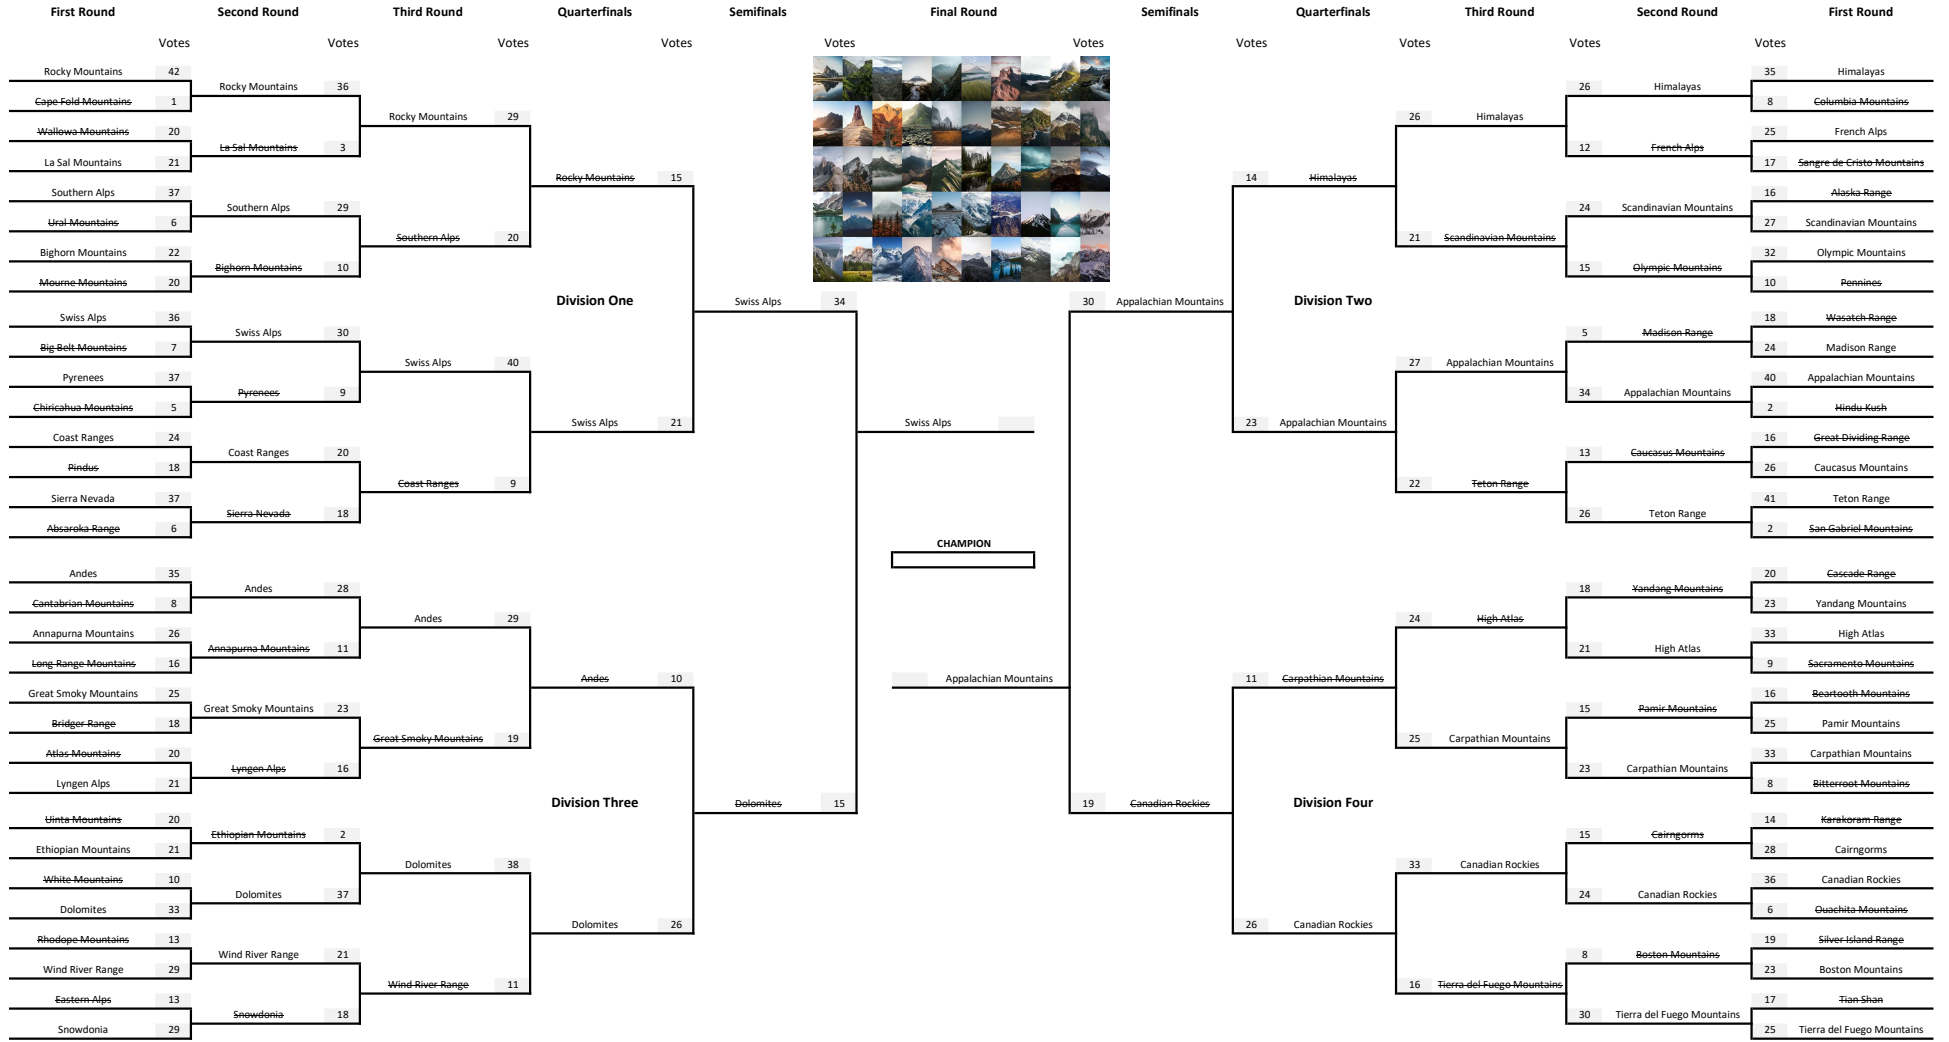 First Round Second Round Third Round Quarterfinals Semifinals Final Round Semifinals Quarterfinals Third Round Second Round First Round
Votes Votes Votes Votes Votes Votes Votes Votes Votes Votes
Rocky Mountains 42
Rocky Mountains 36
Cape Fold Mountains 1
Rocky Mountains 29
Wallowa Mountains 20
La Sal Mountains 3
La Sal Mountains 21
Rocky Mountains 15
Southern Alps 37
Southern Alps 29
Ural Mountains 6
Southern Alps 20
Bighorn Mountains 22
Bighorn Mountains 10
Mourne Mountains 20
Division One
Swiss Alps 34
Swiss Alps 36
Swiss Alps 30
Big Belt Mountains 7
Swiss Alps 40
Pyrenees 37
Pyrenees 9
Chiricahua Mountains 5
Swiss Alps 21
Swiss Alps
Coast Ranges 24
Coast Ranges 20
Pindus 18
Coast Ranges 9
Sierra Nevada 37
Sierra Nevada 18
Absaroka Range 6
CHAMPION
Andes 35
Andes 28
Cantabrian Mountains 8
Andes 29
Annapurna Mountains 26
Annapurna Mountains 11
Long Range Mountains 16
Andes 10
Great Smoky Mountains 25
Great Smoky Mountains 23
Bridger Range 18
Great Smoky Mountains 19
Atlas Mountains 20
Lyngen Alps 16
Lyngen Alps 21
Division Three
Dolomites 15
Uinta Mountains 20
Ethiopian Mountains 2
Ethiopian Mountains 21
Dolomites 38
White Mountains 10
Dolomites 37
Dolomites 33
Dolomites 26
Rhodope Mountains 13
Wind River Range 21
Wind River Range 29
Wind River Range 11
Eastern Alps 13
Snowdonia 18
Snowdonia 29
35 Himalayas
26 Himalayas
8 Columbia Mountains
26 Himalayas
25 French Alps
12 French Alps
17 Sangre de Cristo Mountains
14 Himalayas
16 Alaska Range
24 Scandinavian Mountains
27 Scandinavian Mountains
21 Scandinavian Mountains
32 Olympic Mountains
15 Olympic Mountains
10 Pennines
30 Appalachian Mountains
Division Two
18 Wasatch Range
5 Madison Range
24 Madison Range
27 Appalachian Mountains
40 Appalachian Mountains
34 Appalachian Mountains
2 Hindu Kush
23 Appalachian Mountains
16 Great Dividing Range
13 Caucasus Mountains
26 Caucasus Mountains
22 Teton Range
41 Teton Range
26 Teton Range
2 San Gabriel Mountains
20 Cascade Range
18 Yandang Mountains
23 Yandang Mountains
24 High Atlas
33 High Atlas
21 High Atlas
9 Sacramento Mountains
Appalachian Mountains
11 Carpathian Mountains
16 Beartooth Mountains
15 Pamir Mountains
25 Pamir Mountains
25 Carpathian Mountains
33 Carpathian Mountains
23 Carpathian Mountains
8 Bitterroot Mountains
19 Canadian Rockies
Division Four
14 Karakoram Range
15 Cairngorms
28 Cairngorms
33 Canadian Rockies
36 Canadian Rockies
24 Canadian Rockies
6 Ouachita Mountains
26 Canadian Rockies
19 Silver Island Range
8 Boston Mountains
23 Boston Mountains
16 Tierra del Fuego Mountains
17 Tian Shan
30 Tierra del Fuego Mountains
25 Tierra del Fuego Mountains